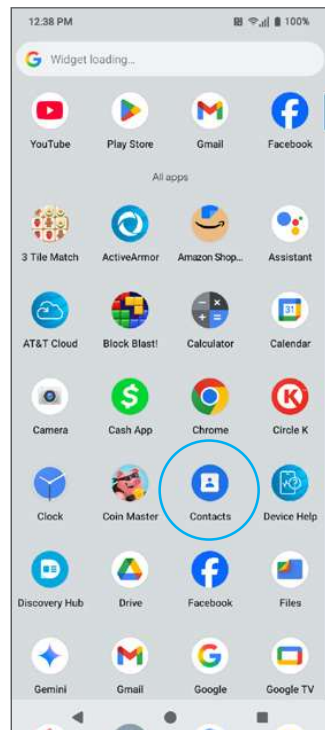 12.38 PM 100%
G Widget loading...
YouTube Play Store Gmail Facebook
All apps
3 Tile Match ActiveArmor Amazon Shop... Assistant
31
AT&T Cloud Block Blast! Calculator Calendar
Camera Cash App Chrome Circle K
Clock Coin Master Contacts Device Help
Discovery Hub Drive Facebook Files
Gemini Gmail Google Google TV